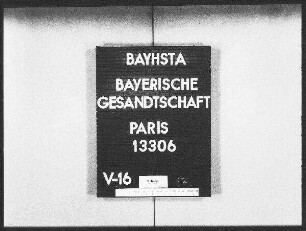 BAYHSTA
BAYERISCHE
GESANDTSCHAFT
PARIS
13306
V-16